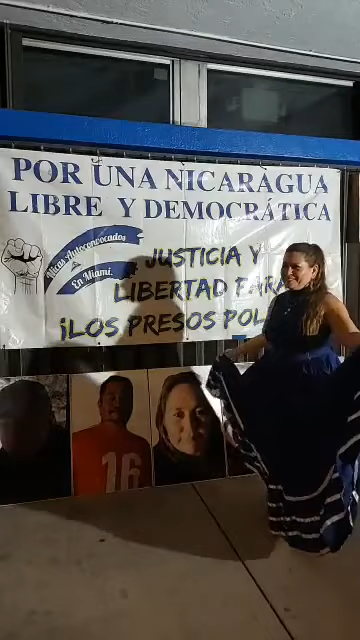 POR UNA NICARAGUA
LIBRE Y DEMOCRÁTICA
Nicas Autoconvocados
En Miami.
JUSTICIA Y
LIBERTAD PARA
¡LOS PRESOS POL
16